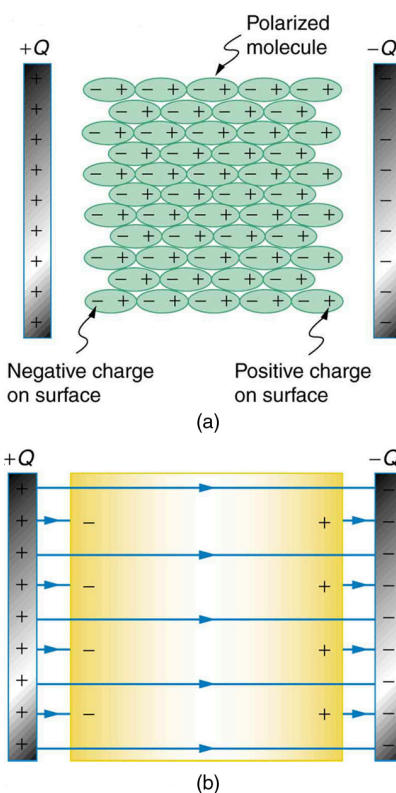 Polarized
molecule
+Q
−Q
Negative charge
on surface
Positive charge
on surface
(a)
+Q
−Q
(b)